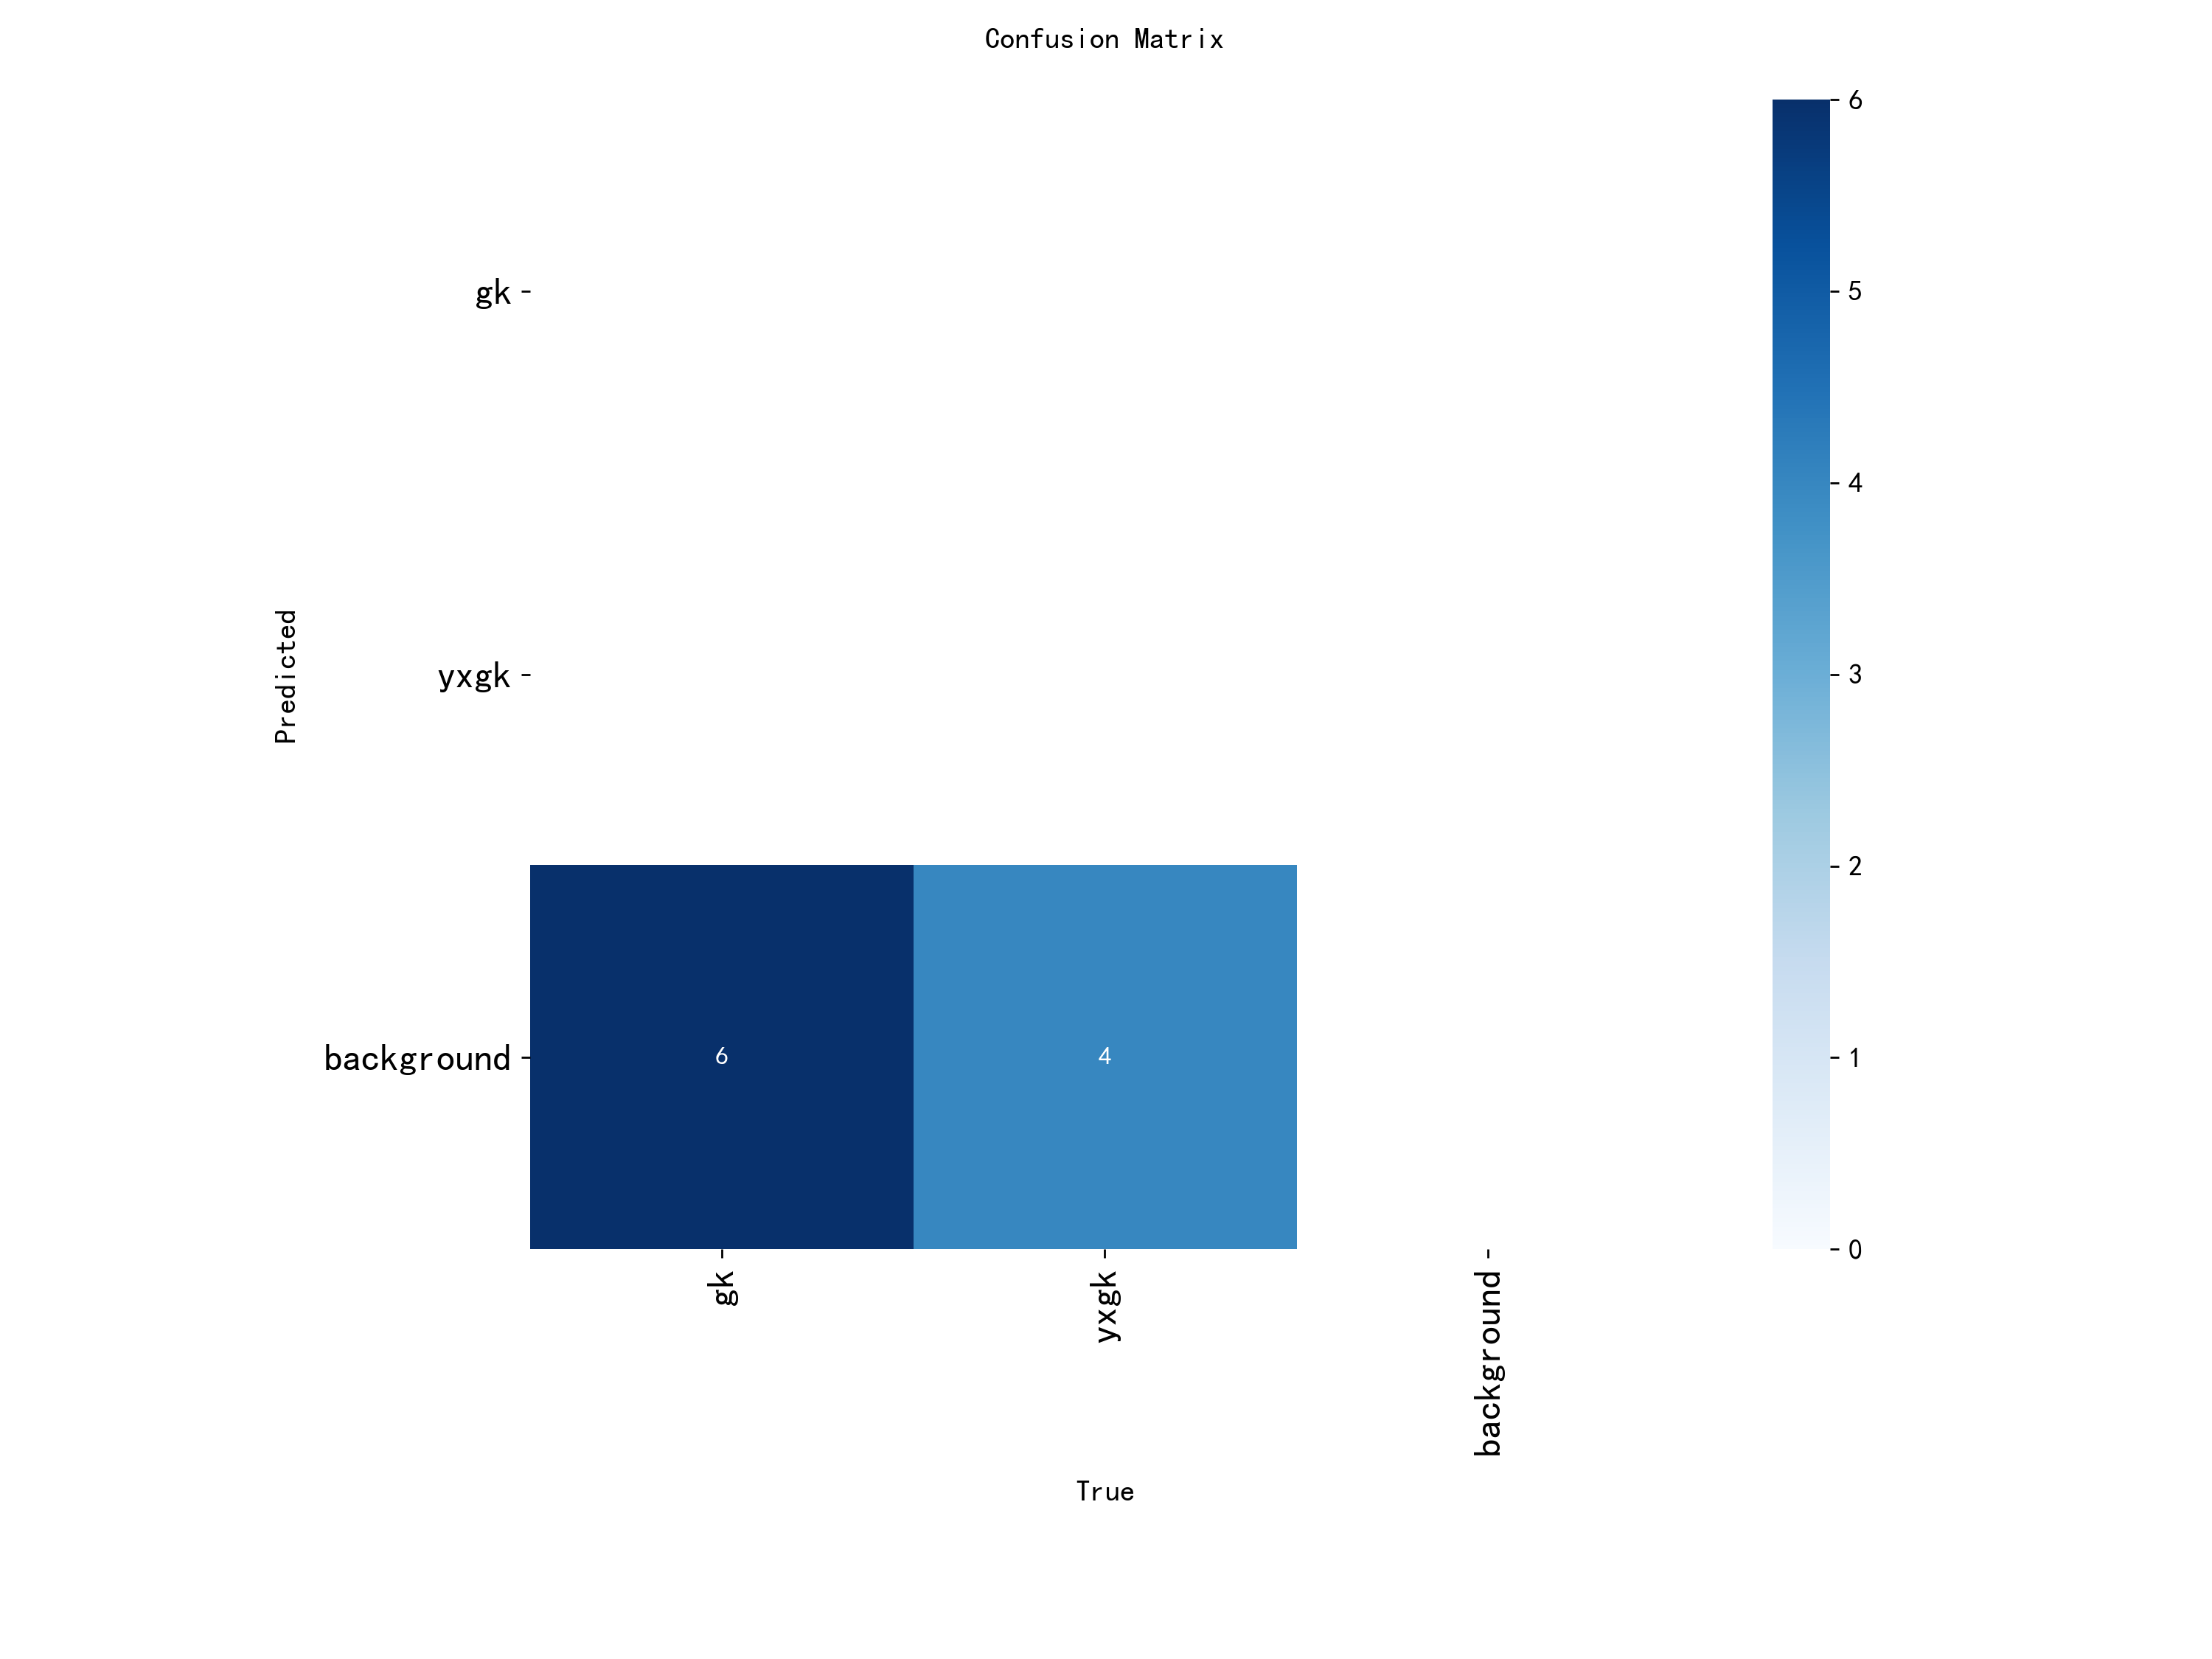 Confusion Matrix
6
5
4
3
2
1
0
Predicted
gk
yxgk
background
6
4
gk
yxgk
background
True